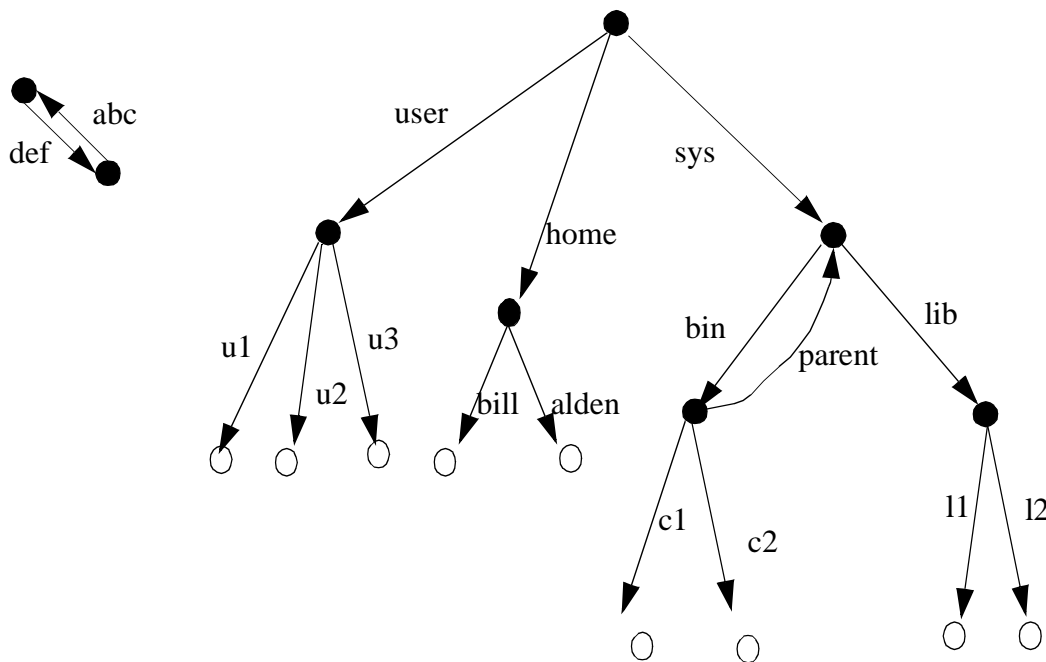 abc
def
user
sys
home
u1
u2
u3
bill
alden
bin
parent
lib
c1
c2
l1
l2